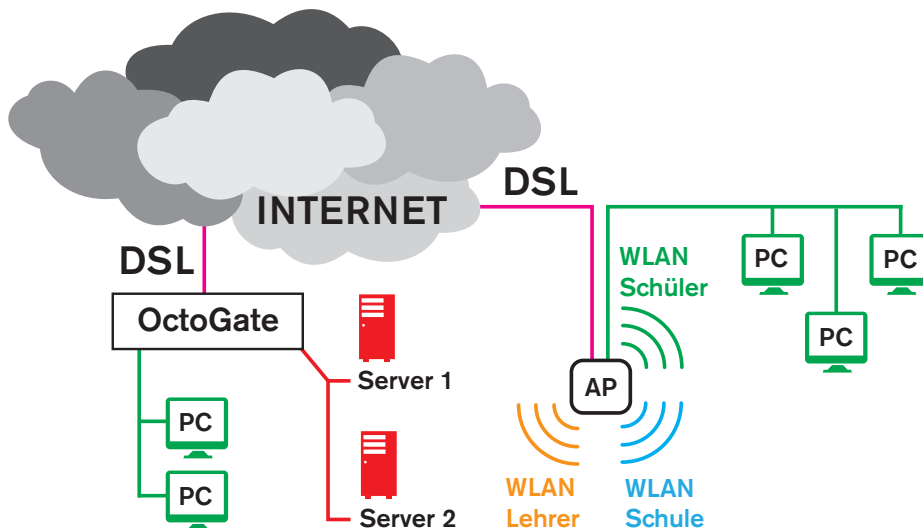 DSL
INTERNET
DSL
WLAN
Schüler
PC
PC
PC
OctoGate
Server 1
AP
PC
PC
Server 2
WLAN
Lehrer
WLAN
Schule